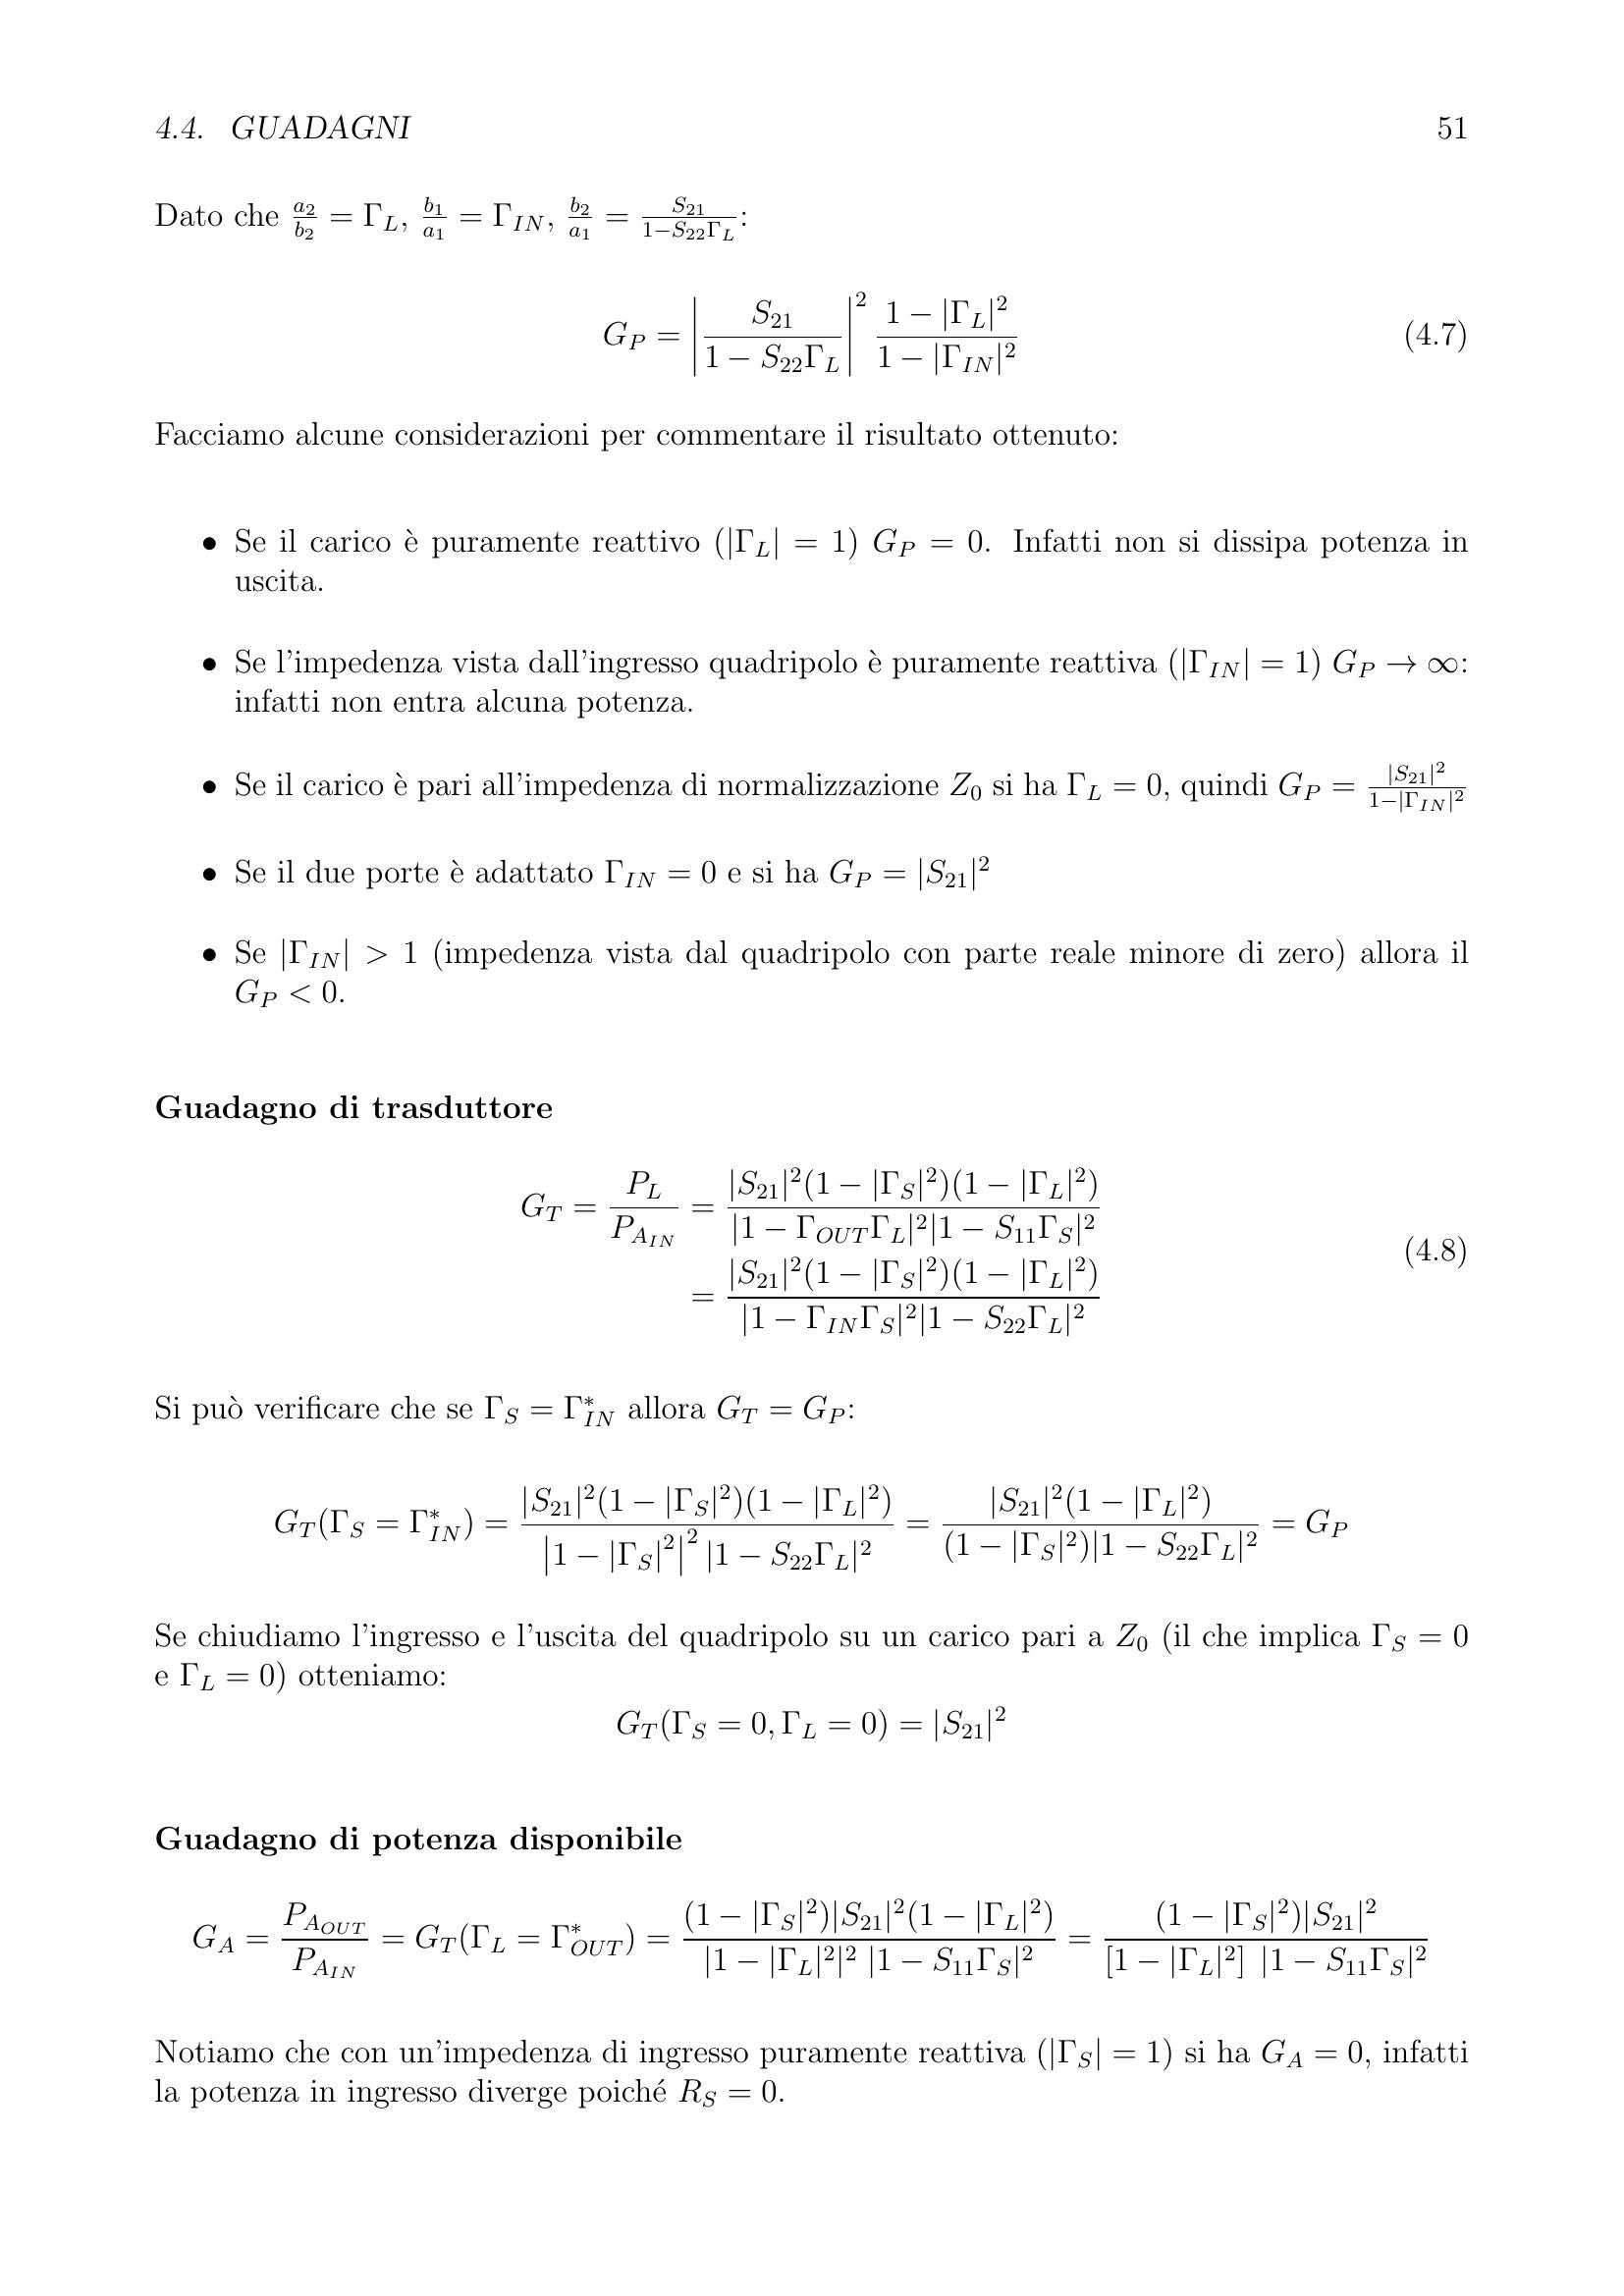 4.4. GUADAGNI 51
Dato che $\frac{a_2}{b_2} = \Gamma_L$, $\frac{b_1}{a_1} = \Gamma_{IN}$, $\frac{b_2}{a_1} = \frac{S_{21}}{1-S_{22}\Gamma_L}$:
$G_P = \left|\frac{S_{21}}{1-S_{22}\Gamma_L}\right|^2 \frac{1-|\Gamma_L|^2}{1-|\Gamma_{IN}|^2}$ (4.7)
Facciamo alcune considerazioni per commentare il risultato ottenuto:
• Se il carico è puramente reattivo ($|\Gamma_L| = 1$) $G_P = 0$. Infatti non si dissipa potenza in
uscita.
• Se l'impedenza vista dall'ingresso quadripolo è puramente reattiva ($|\Gamma_{IN}| = 1$) $G_P \to \infty$:
infatti non entra alcuna potenza.
• Se il carico è pari all'impedenza di normalizzazione $Z_0$ si ha $\Gamma_L = 0$, quindi $G_P = \frac{|S_{21}|^2}{1-|\Gamma_{IN}|^2}$
• Se il due porte è adattato $\Gamma_{IN} = 0$ e si ha $G_P = |S_{21}|^2$
• Se $|\Gamma_{IN}| > 1$ (impedenza vista dal quadripolo con parte reale minore di zero) allora il
$G_P < 0$.
Guadagno di trasduttore
$G_T = \frac{P_L}{P_{A_{IN}}} = \frac{|S_{21}|^2(1-|\Gamma_S|^2)(1-|\Gamma_L|^2)}{|1-\Gamma_{OUT}\Gamma_L|^2|1-S_{11}\Gamma_S|^2}$
$= \frac{|S_{21}|^2(1-|\Gamma_S|^2)(1-|\Gamma_L|^2)}{|1-\Gamma_{IN}\Gamma_S|^2|1-S_{22}\Gamma_L|^2}$ (4.8)
Si può verificare che se $\Gamma_S = \Gamma_{IN}^*$ allora $G_T = G_P$:
$G_T(\Gamma_S = \Gamma_{IN}^*) = \frac{|S_{21}|^2(1-|\Gamma_S|^2)(1-|\Gamma_L|^2)}{\left|1-|\Gamma_S|^2\right|^2|1-S_{22}\Gamma_L|^2} = \frac{|S_{21}|^2(1-|\Gamma_L|^2)}{(1-|\Gamma_S|^2)|1-S_{22}\Gamma_L|^2} = G_P$
Se chiudiamo l'ingresso e l'uscita del quadripolo su un carico pari a $Z_0$ (il che implica $\Gamma_S = 0$
e $\Gamma_L = 0$) otteniamo:
$G_T(\Gamma_S = 0, \Gamma_L = 0) = |S_{21}|^2$
Guadagno di potenza disponibile
$G_A = \frac{P_{A_{OUT}}}{P_{A_{IN}}} = G_T(\Gamma_L = \Gamma_{OUT}^*) = \frac{(1-|\Gamma_S|^2)|S_{21}|^2(1-|\Gamma_L|^2)}{|1-|\Gamma_L|^2|^2\,|1-S_{11}\Gamma_S|^2} = \frac{(1-|\Gamma_S|^2)|S_{21}|^2}{[1-|\Gamma_L|^2]\,|1-S_{11}\Gamma_S|^2}$
Notiamo che con un'impedenza di ingresso puramente reattiva ($|\Gamma_S| = 1$) si ha $G_A = 0$, infatti
la potenza in ingresso diverge poiché $R_S = 0$.